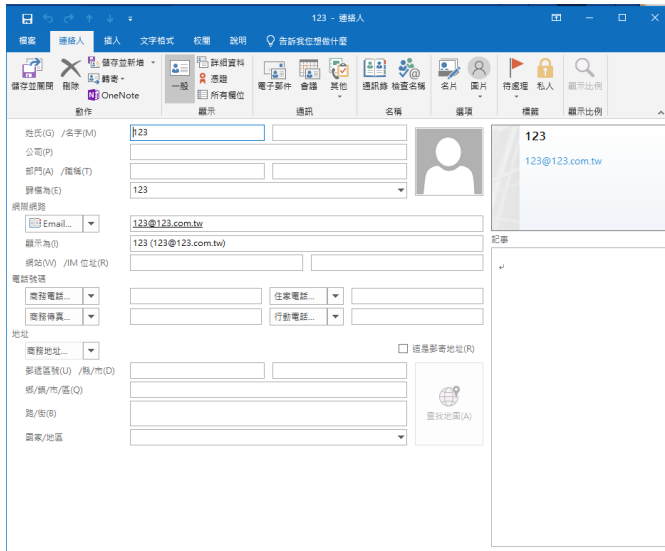 123 - 連絡人
檔案 連絡人 插入 文字格式 校閱 說明 告訴我您想做什麼
儲存並關閉 刪除 儲存並新增 轉寄 OneNote 一般 詳細資料 憑證 所有欄位 電子郵件 會議 其他 通訊錄 檢查名稱 名片 圖片 待處理 私人 顯示比例
動作 顯示 通訊 名稱 選項 標籤 顯示比例
姓氏(G) /名字(M) 123
公司(P)
部門(A) /職稱(T)
歸檔為(E) 123
網際網路
Email... 123@123.com.tw
顯示為(I) 123 (123@123.com.tw)
網站(W) /IM 位址(R)
電話號碼
商務電話... 住家電話...
商務傳真... 行動電話...
地址
商務地址... 這是郵寄地址(R)
郵遞區號(U) /縣/市(D)
鄉/鎮/市/區(Q)
路/街(B)
國家/地區
查找地圖(A)
123
123@123.com.tw
記事